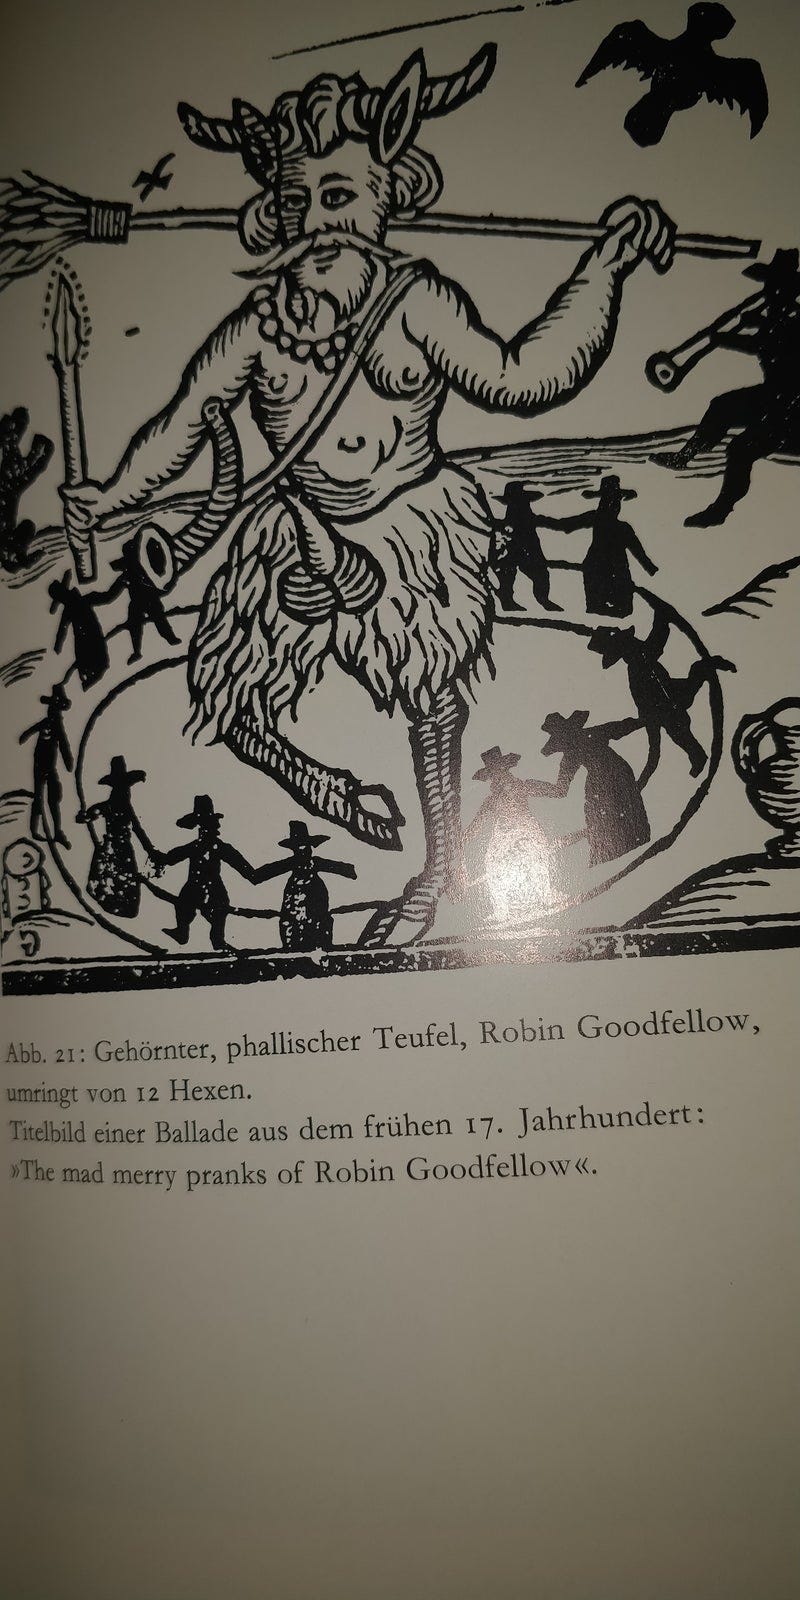 Abb. 21: Gehörnter, phallischer Teufel, Robin Goodfellow,
umringt von 12 Hexen.
Titelbild einer Ballade aus dem frühen 17. Jahrhundert:
»The mad merry pranks of Robin Goodfellow«.